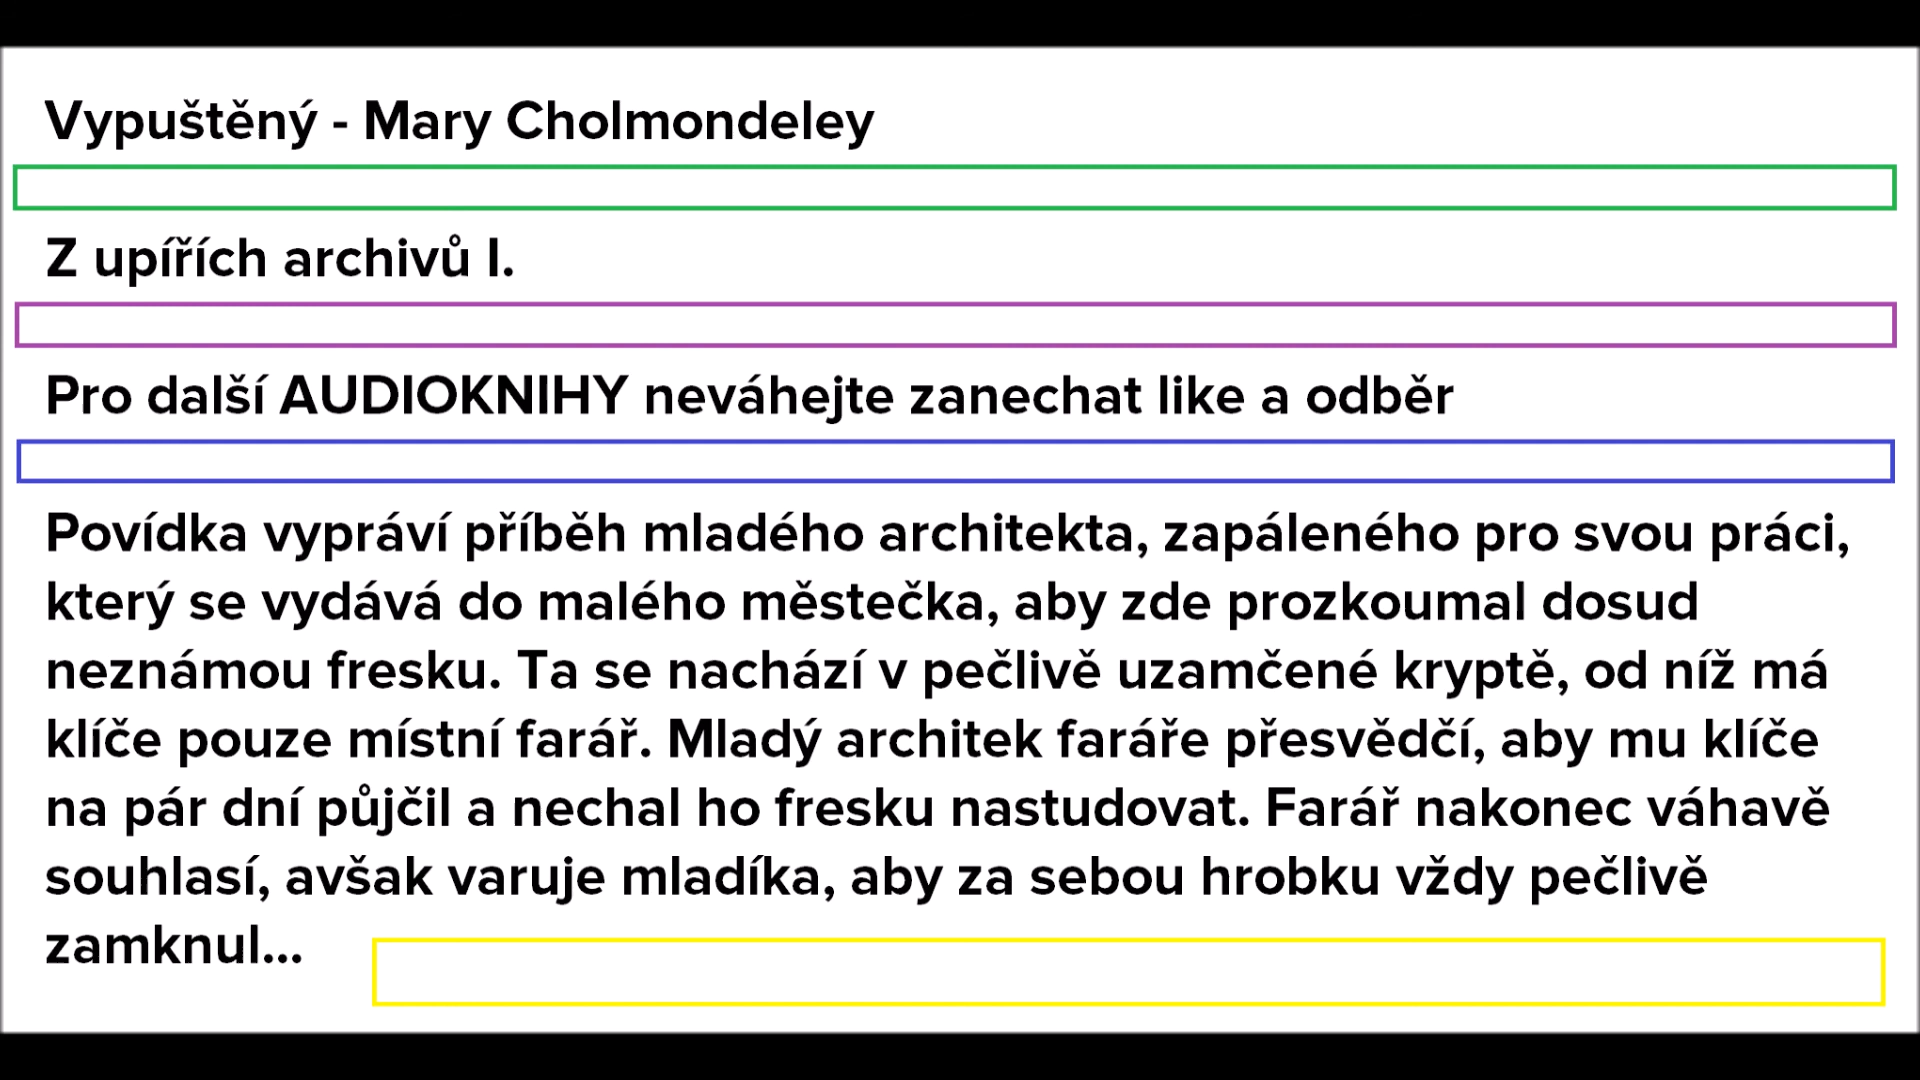 Vypuštěný - Mary Cholmondeley
Z upířích archivů I.
Pro další AUDIOKNIHY neváhejte zanechat like a odběr
Povídka vypráví příběh mladého architekta, zapáleného pro svou práci,
který se vydává do malého městečka, aby zde prozkoumal dosud
neznámou fresku. Ta se nachází v pečlivě uzamčené kryptě, od níž má
klíče pouze místní farář. Mladý architek faráře přesvědčí, aby mu klíče
na pár dní půjčil a nechal ho fresku nastudovat. Farář nakonec váhavě
souhlasí, avšak varuje mladíka, aby za sebou hrobku vždy pečlivě
zamknul...